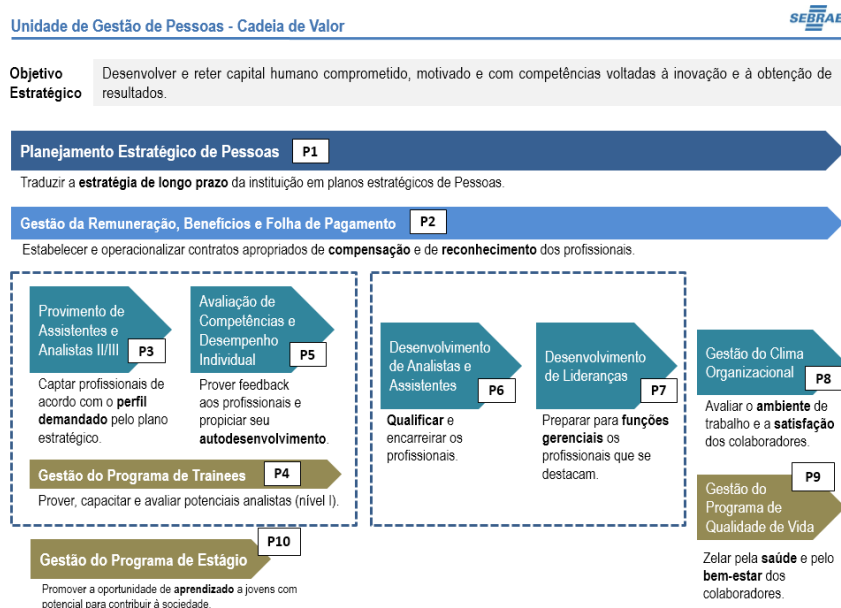 Unidade de Gestão de Pessoas - Cadeia de Valor
SEBRAE
Objetivo Estratégico
Desenvolver e reter capital humano comprometido, motivado e com competências voltadas à inovação e à obtenção de
resultados.
Planejamento Estratégico de Pessoas P1
Traduzir a estratégia de longo prazo da instituição em planos estratégicos de Pessoas.
Gestão da Remuneração, Benefícios e Folha de Pagamento P2
Estabelecer e operacionalizar contratos apropriados de compensação e de reconhecimento dos profissionais.
Provimento de
Assistentes e
Analistas II/III P3
Captar profissionais de
acordo com o perfil
demandado pelo plano
estratégico.
Avaliação de
Competências e
Desempenho
Individual P5
Prover feedback
aos profissionais e
propiciar seu
autodesenvolvimento.
Gestão do Programa de Trainees P4
Prover, capacitar e avaliar potenciais analistas (nível I).
Desenvolvimento
de Analistas e
Assistentes P6
Qualificar e
encarreirar os
profissionais.
Desenvolvimento
de Lideranças P7
Preparar para funções
gerenciais os
profissionais que se
destacam.
Gestão do Clima
Organizacional P8
Avaliar o ambiente de
trabalho e a satisfação
dos colaboradores.
P9
Gestão do
Programa de
Qualidade de Vida
Zelar pela saúde e pelo
bem-estar dos
colaboradores.
P10
Gestão do Programa de Estágio
Promover a oportunidade de aprendizado a jovens com
potencial para contribuir à sociedade.